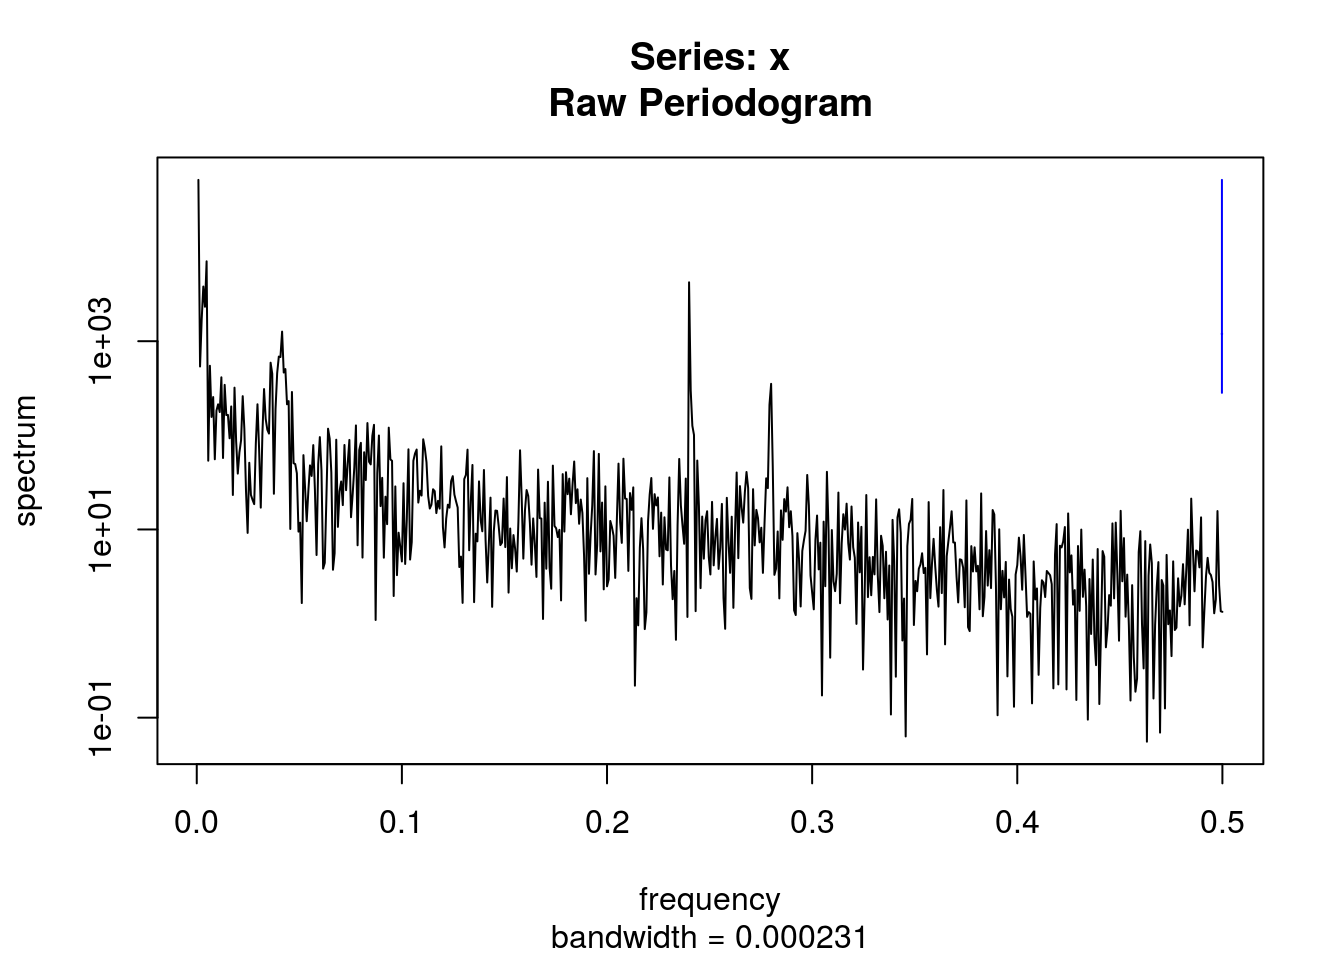 Series: x
Raw Periodogram
spectrum
1e+03
1e+01
1e-01
0.0 0.1 0.2 0.3 0.4 0.5
frequency
bandwidth = 0.000231